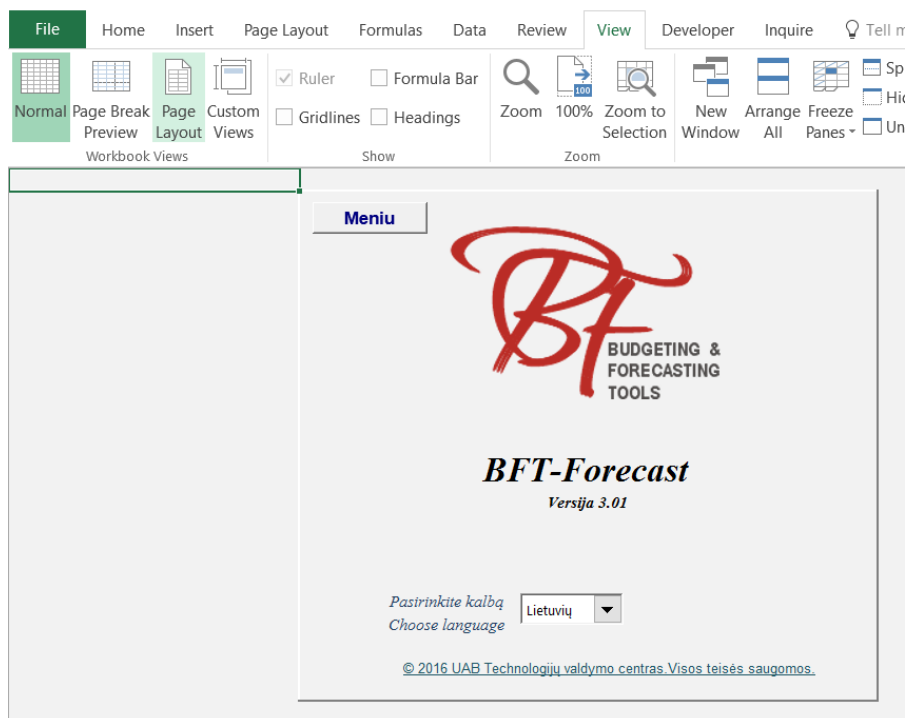 File Home Insert Page Layout Formulas Data Review View Developer Inquire Tell
Ruler Formula Bar
Gridlines Headings
Normal Page Break Preview Page Layout Custom Views
Zoom 100% Zoom to Selection
100
New Window Arrange All Freeze Panes
Workbook Views Show Zoom
Meniu
BFT
BUDGETING &
FORECASTING
TOOLS
BFT-Forecast
Versija 3.01
Pasirinkite kalbą
Lietuvių
Choose language
© 2016 UAB Technologijų valdymo centras.Visos teisės saugomos.